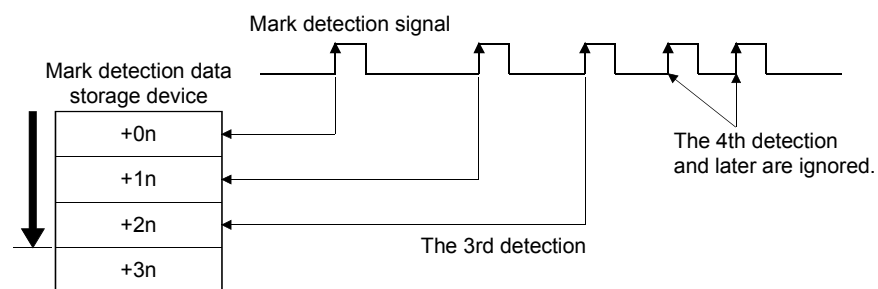 Mark detection signal
Mark detection data
storage device
+0n
+1n
+2n
+3n
The 4th detection
and later are ignored.
The 3rd detection